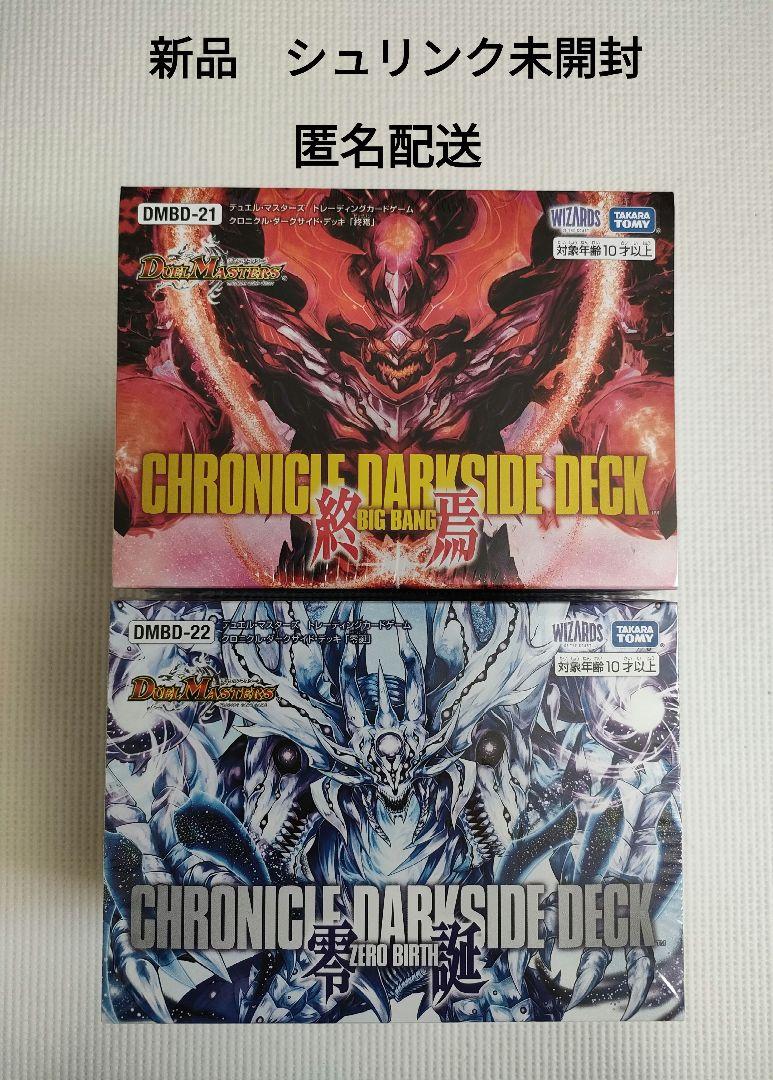 新品　シュリンク未開封
匿名配送
DMBD-21
デュエル・マスターズ　トレーディングカードゲーム
クロニクル・ダークサイド・デッキ「終焉」
WIZARDS
TAKARA TOMY
対象年齢10才以上
DUEL MASTERS
CHRONICLE DARKSIDE DECK
終焉
BIG BANG
DMBD-22
デュエル・マスターズ　トレーディングカードゲーム
クロニクル・ダークサイド・デッキ「零誕」
WIZARDS
TAKARA TOMY
対象年齢10才以上
DUEL MASTERS
CHRONICLE DARKSIDE DECK
零誕
ZERO BIRTH